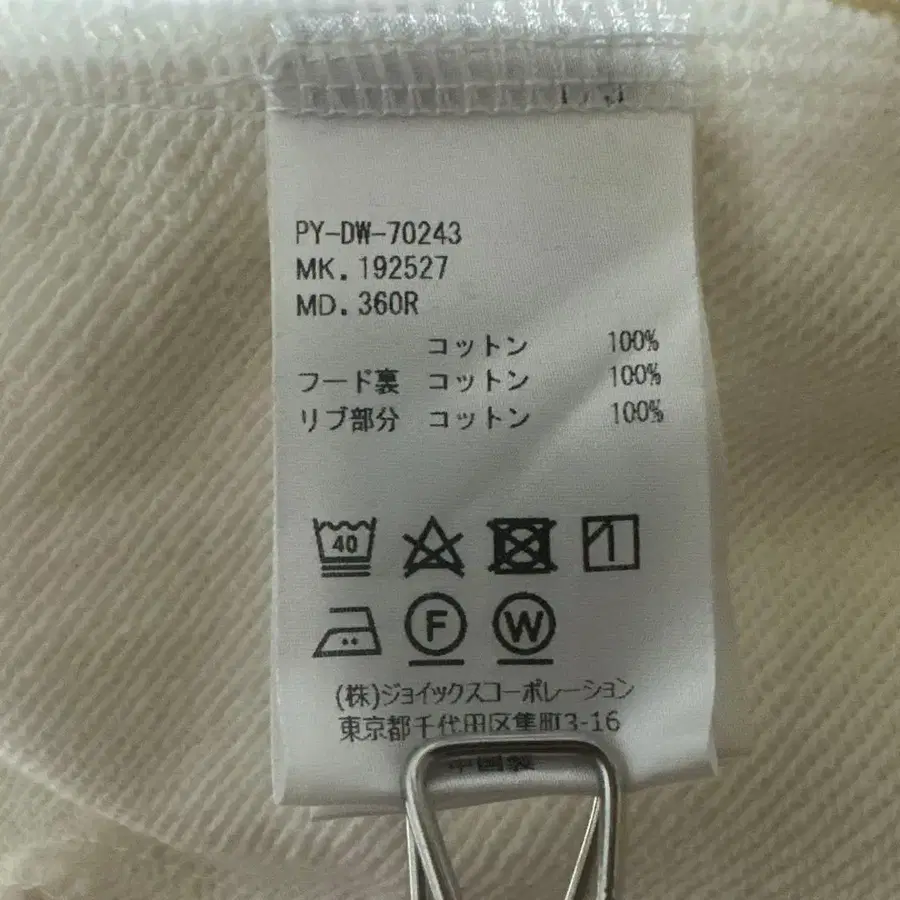 PY-DW-70243
MK.192527
MD.360R
コットン 100%
フード裏 コットン 100%
リブ部分 コットン 100%
40
F W
(株)ジョイックスコーポレーション
東京都千代田区隼町3-16
中国製